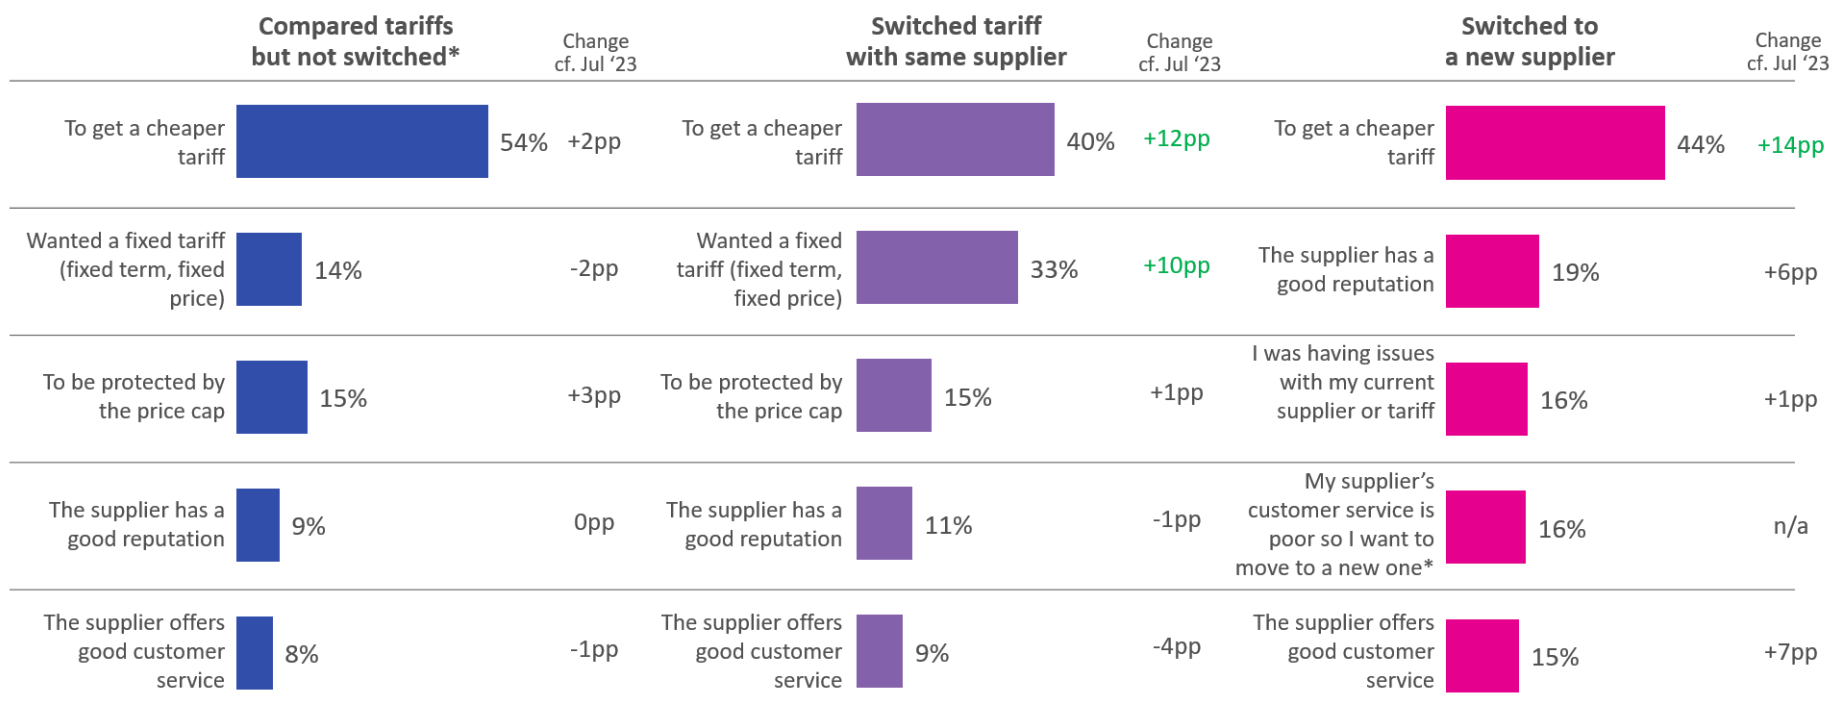 Compared tariffs
but not switched*
Change
cf. Jul ‘23
Switched tariff
with same supplier
Change
cf. Jul ‘23
Switched to
a new supplier
Change
cf. Jul ‘23
To get a cheaper
tariff
54%
+2pp
To get a cheaper
tariff
40%
+12pp
To get a cheaper
tariff
44%
+14pp
Wanted a fixed tariff
(fixed term, fixed
price)
14%
-2pp
Wanted a fixed
tariff (fixed term,
fixed price)
33%
+10pp
The supplier has a
good reputation
19%
+6pp
To be protected by
the price cap
15%
+3pp
To be protected by
the price cap
15%
+1pp
I was having issues
with my current
supplier or tariff
16%
+1pp
The supplier has a
good reputation
9%
0pp
The supplier has a
good reputation
11%
-1pp
My supplier’s
customer service is
poor so I want to
move to a new one*
16%
n/a
The supplier offers
good customer
service
8%
-1pp
The supplier offers
good customer
service
9%
-4pp
The supplier offers
good customer
service
15%
+7pp